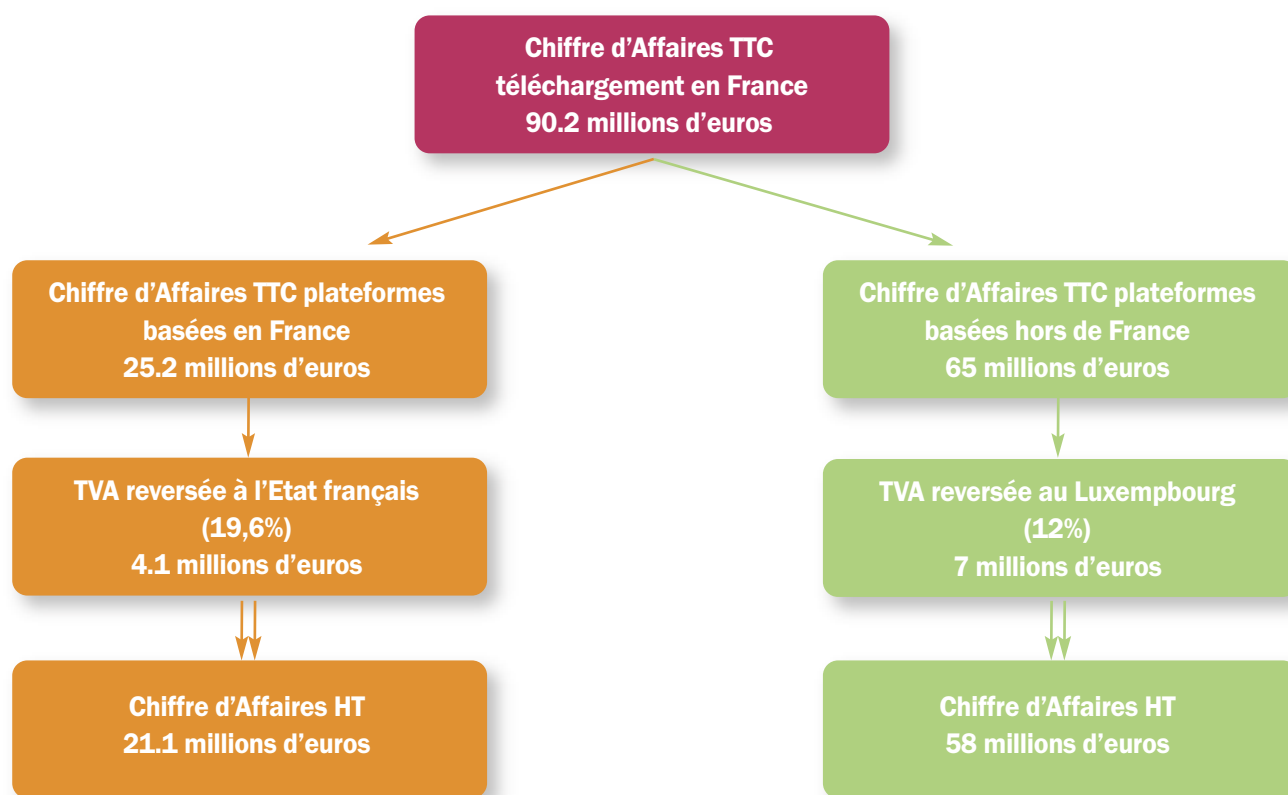 Chiffre d’Affaires TTC
téléchargement en France
90.2 millions d’euros
Chiffre d’Affaires TTC plateformes
basées en France
25.2 millions d’euros
Chiffre d’Affaires TTC plateformes
basées hors de France
65 millions d’euros
TVA reversée à l’Etat français
(19,6%)
4.1 millions d’euros
TVA reversée au Luxempbourg
(12%)
7 millions d’euros
Chiffre d’Affaires HT
21.1 millions d’euros
Chiffre d’Affaires HT
58 millions d’euros